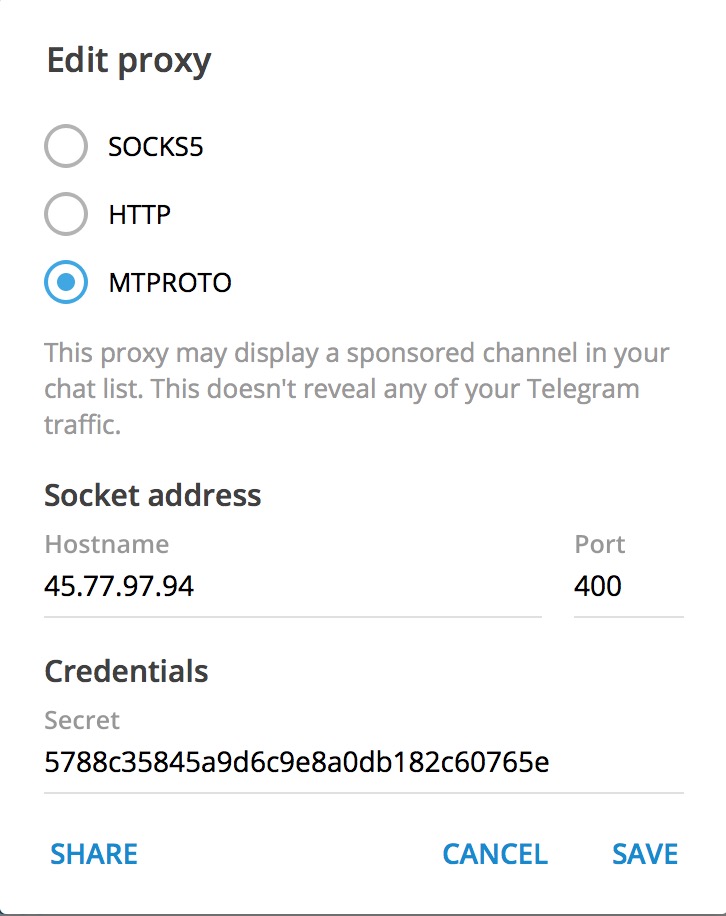 Edit proxy
SOCKS5
HTTP
MTPROTO
This proxy may display a sponsored channel in your
chat list. This doesn't reveal any of your Telegram
traffic.
Socket address
Hostname Port
45.77.97.94 400
Credentials
Secret
5788c35845a9d6c9e8a0db182c60765e
SHARE CANCEL SAVE